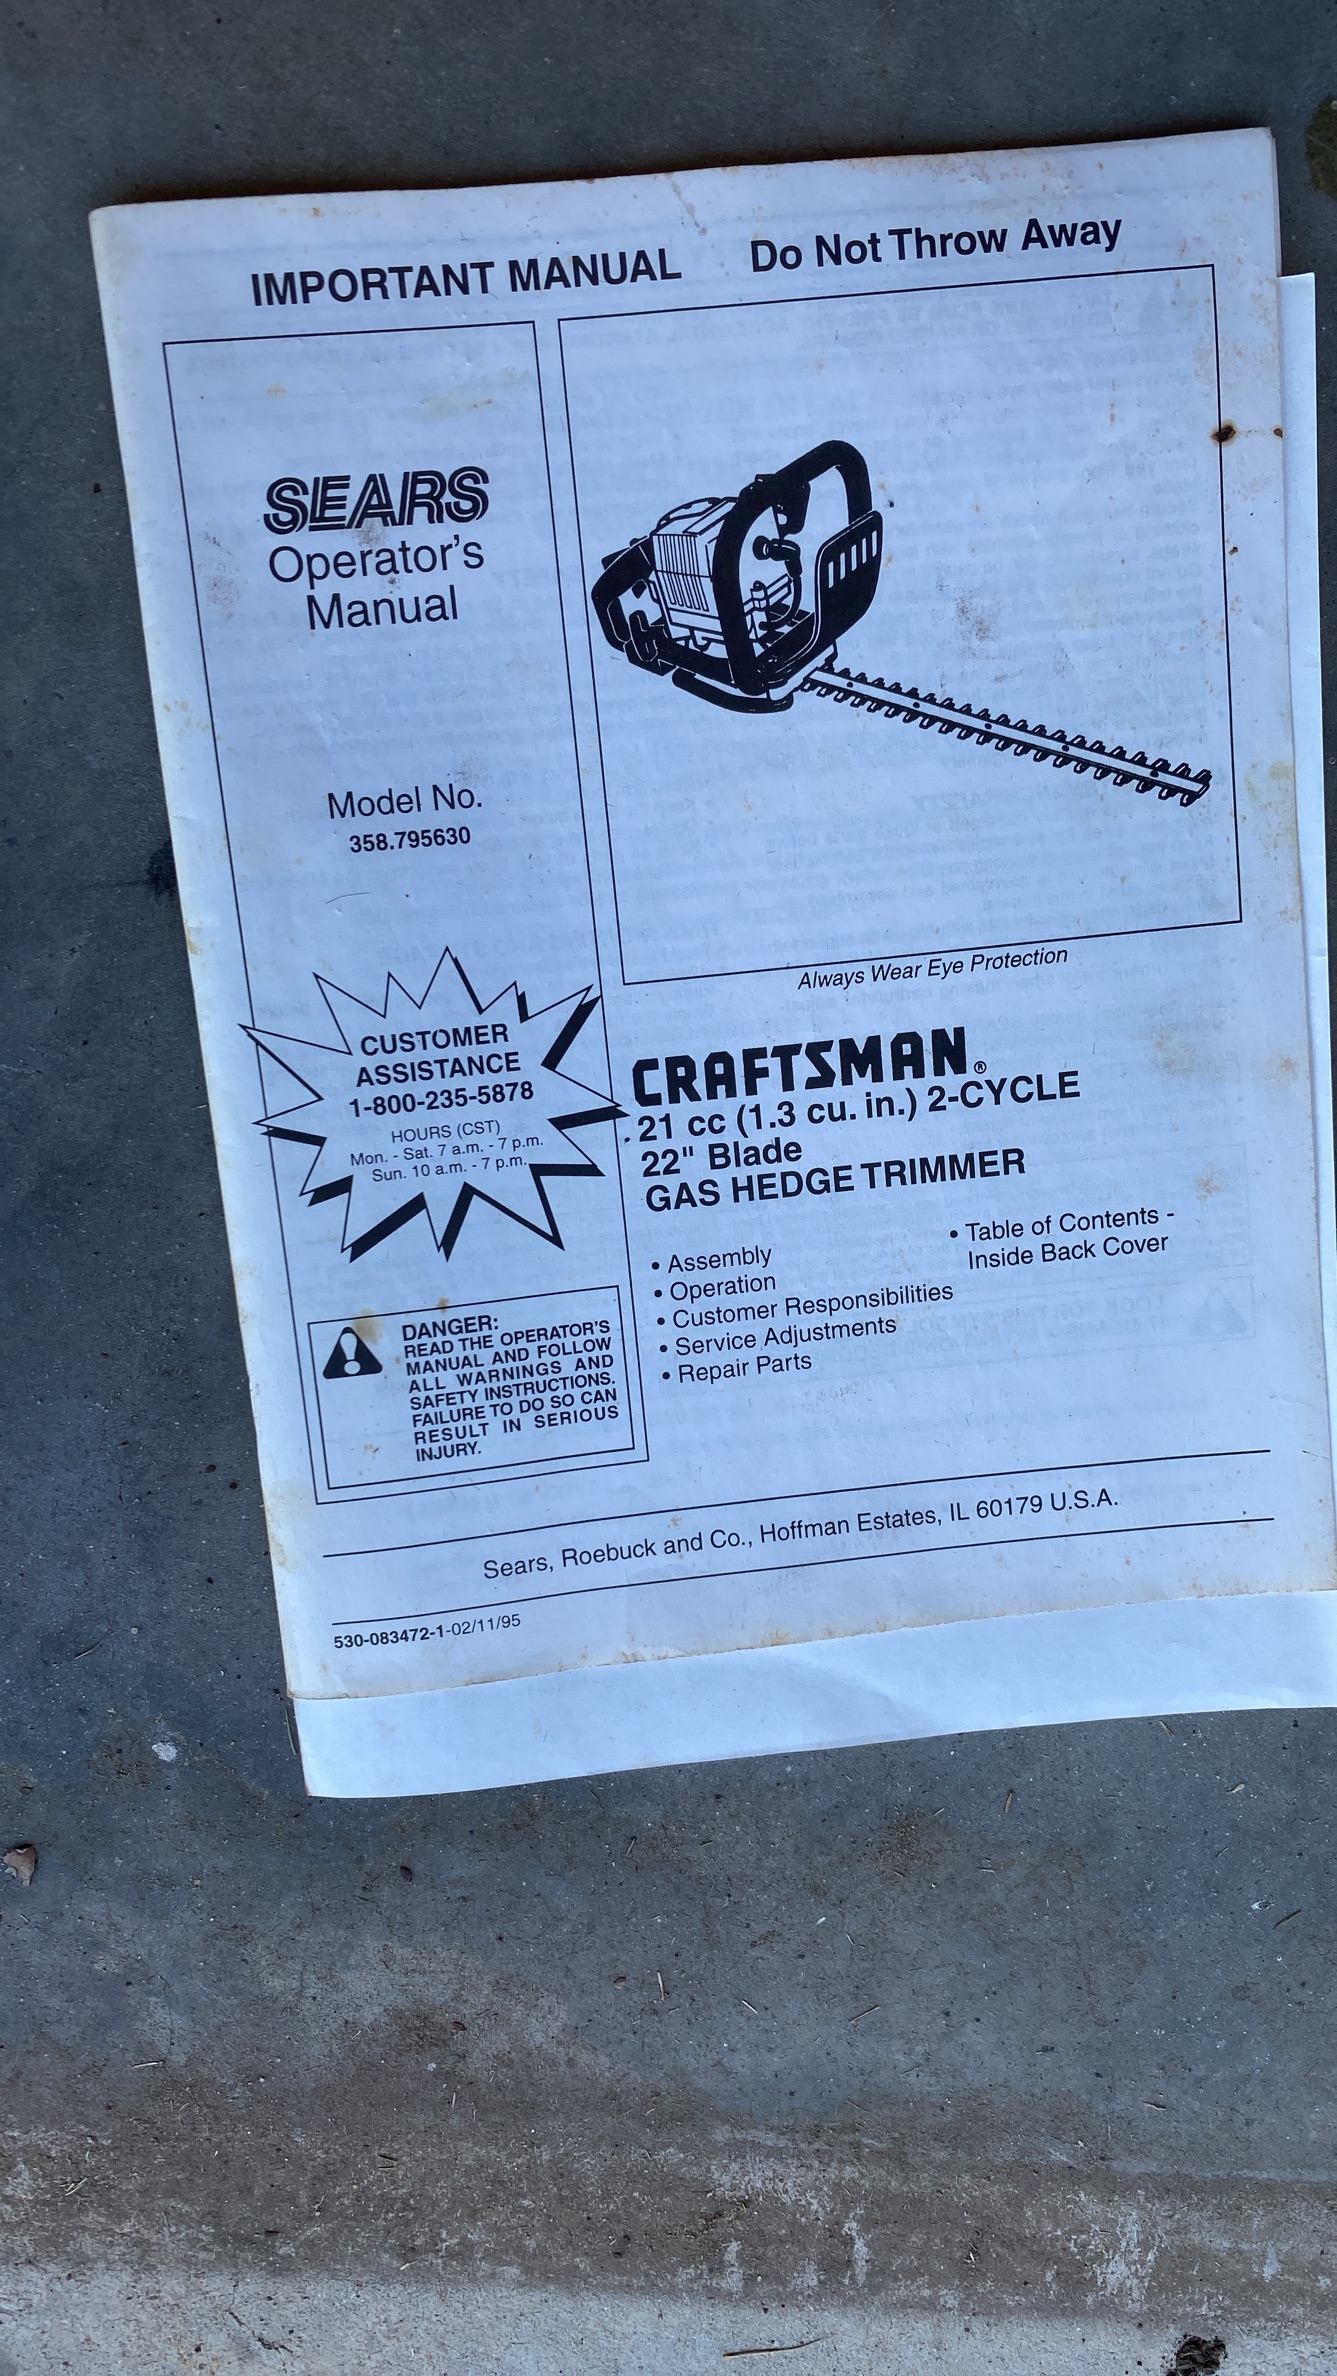 IMPORTANT MANUAL Do Not Throw Away
SEARS
Operator's
Manual
Model No.
358.795630
CUSTOMER
ASSISTANCE
1-800-235-5878
HOURS (CST)
Mon. - Sat. 7 a.m. - 7 p.m.
Sun. 10 a.m. - 7 p.m.
DANGER:
READ THE OPERATOR'S
MANUAL AND FOLLOW
ALL WARNINGS AND
SAFETY INSTRUCTIONS.
FAILURE TO DO SO CAN
RESULT IN SERIOUS
INJURY.
Always Wear Eye Protection
CRAFTSMAN®
21 cc (1.3 cu. in.) 2-CYCLE
22" Blade
GAS HEDGE TRIMMER
• Assembly
• Operation
• Customer Responsibilities
• Service Adjustments
• Repair Parts
• Table of Contents -
Inside Back Cover
Sears, Roebuck and Co., Hoffman Estates, IL 60179 U.S.A.
530-083472-1-02/11/95